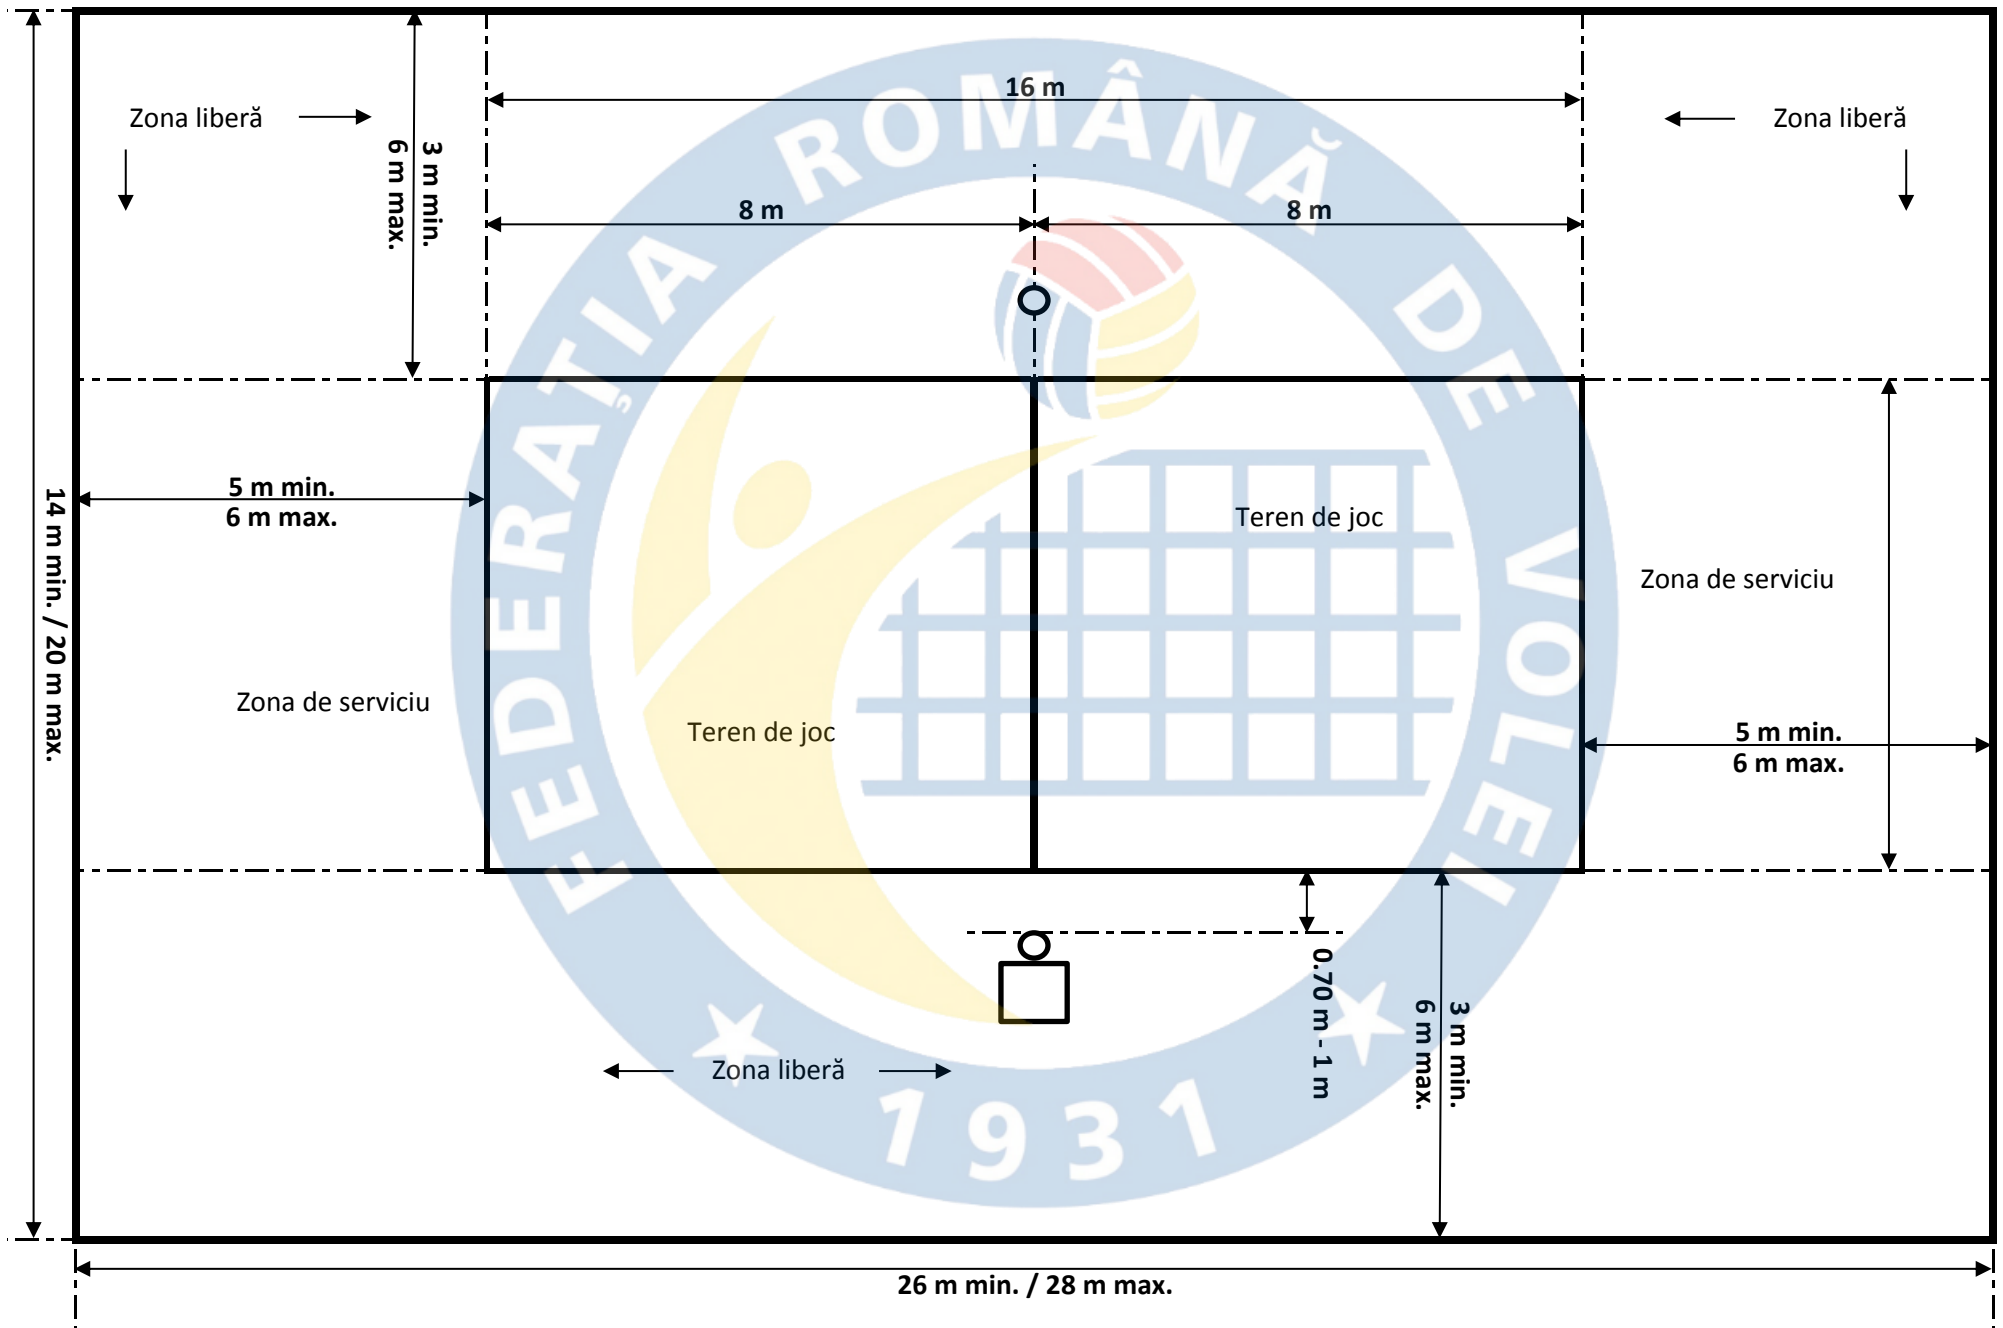 16 m
Zona liberă
Zona liberă
3 m min.
6 m max.
8 m
8 m
5 m min.
6 m max.
Teren de joc
14 m min. / 20 m max.
Zona de serviciu
Zona de serviciu
Teren de joc
5 m min.
6 m max.
0.70 m - 1 m
3 m min.
6 m max.
Zona liberă
26 m min. / 28 m max.
FEDERAȚIA ROMÂNĂ DE VOLEI
1931